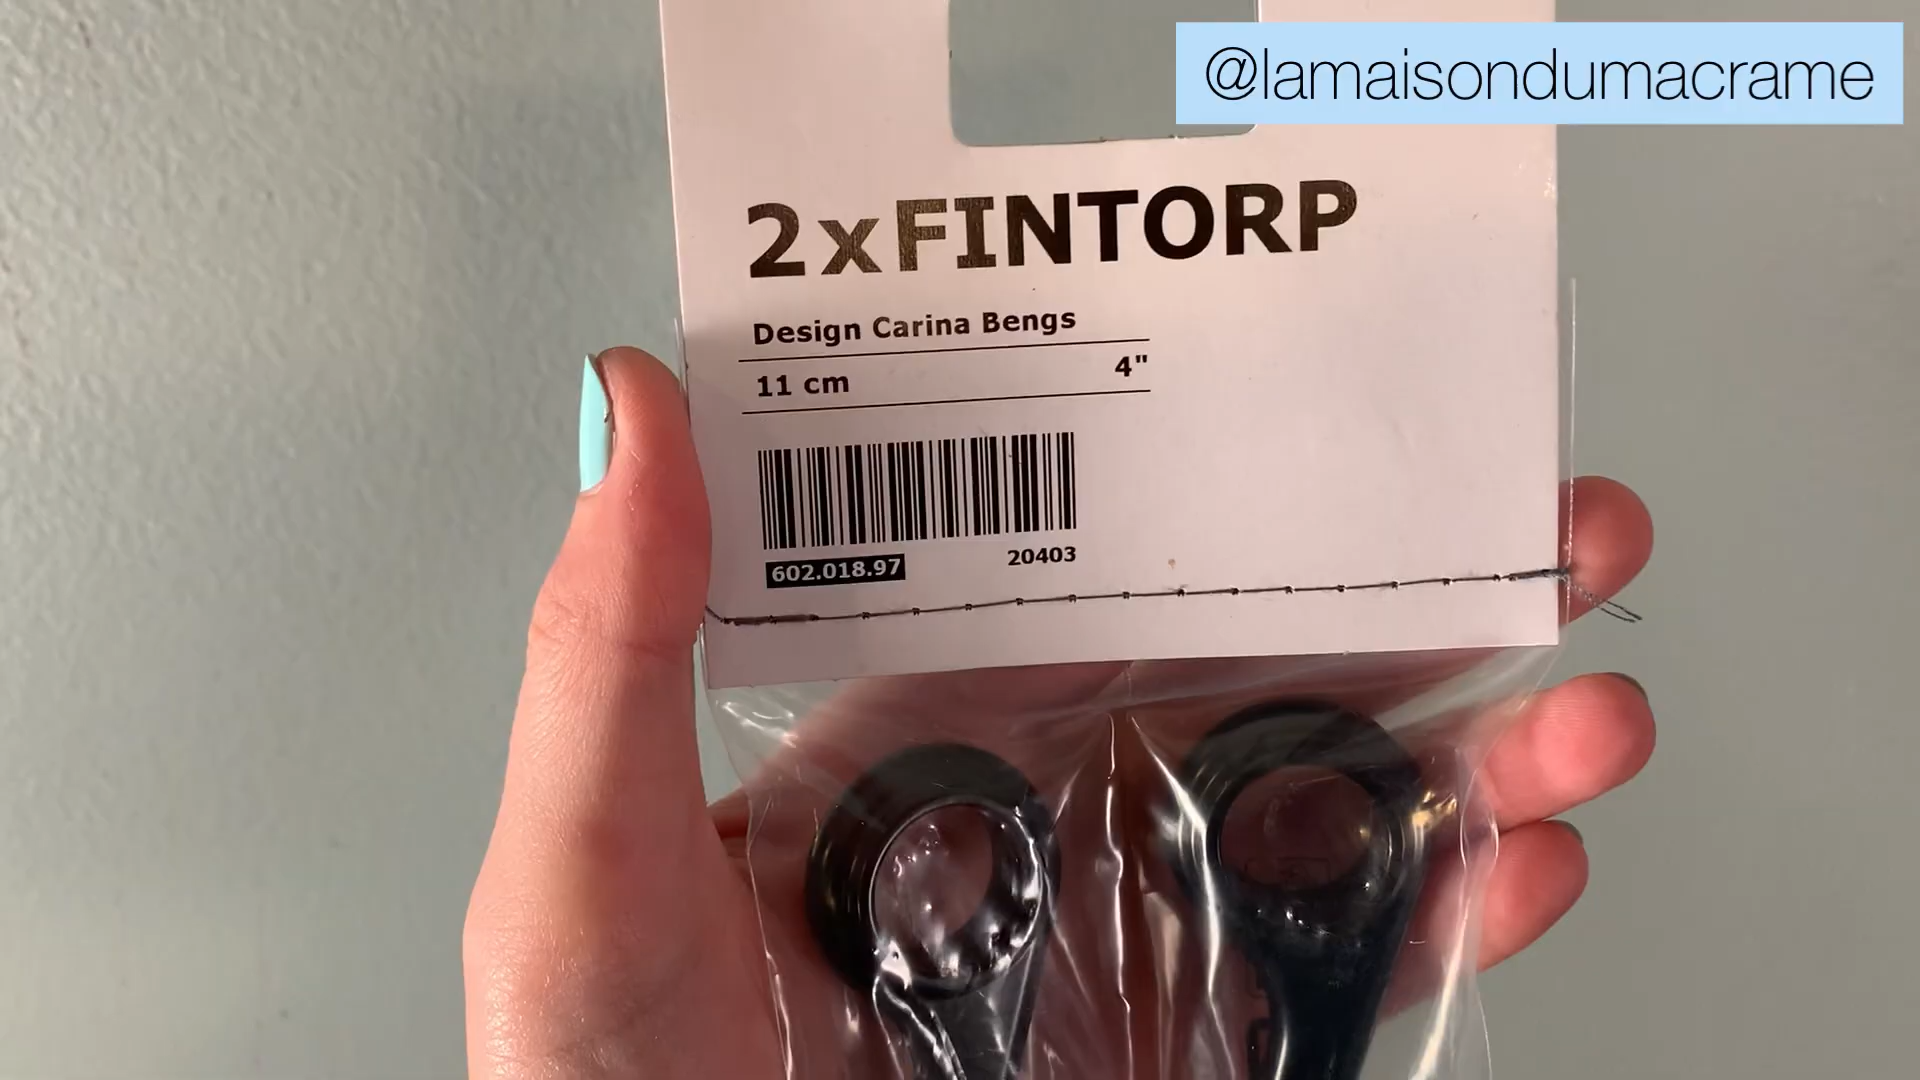 @lamaisondumacrame
2xFINTORP
Design Carina Bengs
11 cm 4"
602.018.97 20403